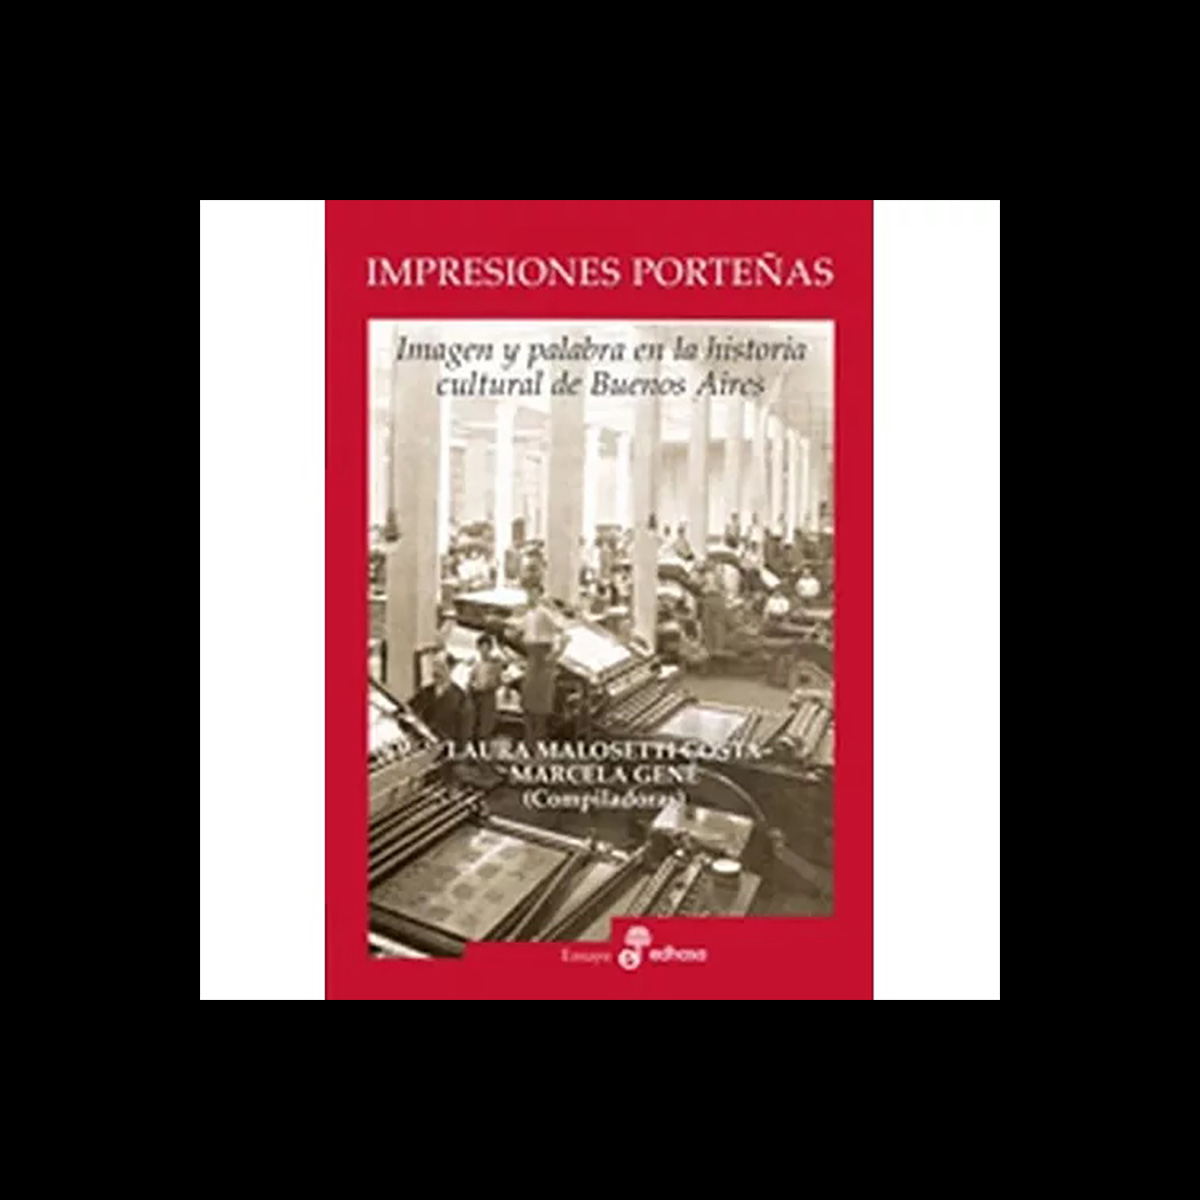 IMPRESIONES PORTEÑAS
Imagen y palabra en la historia
cultural de Buenos Aires
LAURA MALOSETTI COSTA-
MARCELA GENÉ
(Compiladoras)
Ensayo edhasa